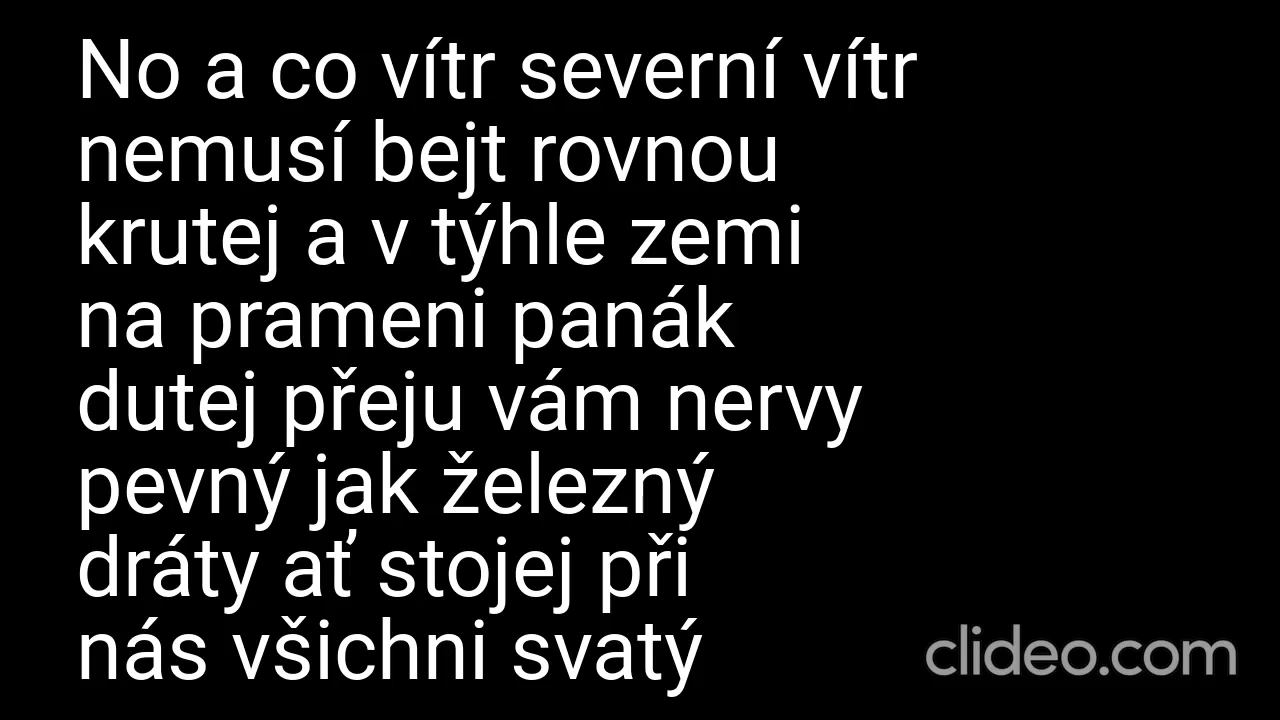 No a co vítr severní vítr
nemusí bejt rovnou
krutej a v týhle zemi
na prameni panák
dutej přeju vám nervy
pevný jak železný
dráty ať stojej při
nás všichni svatý
clideo.com